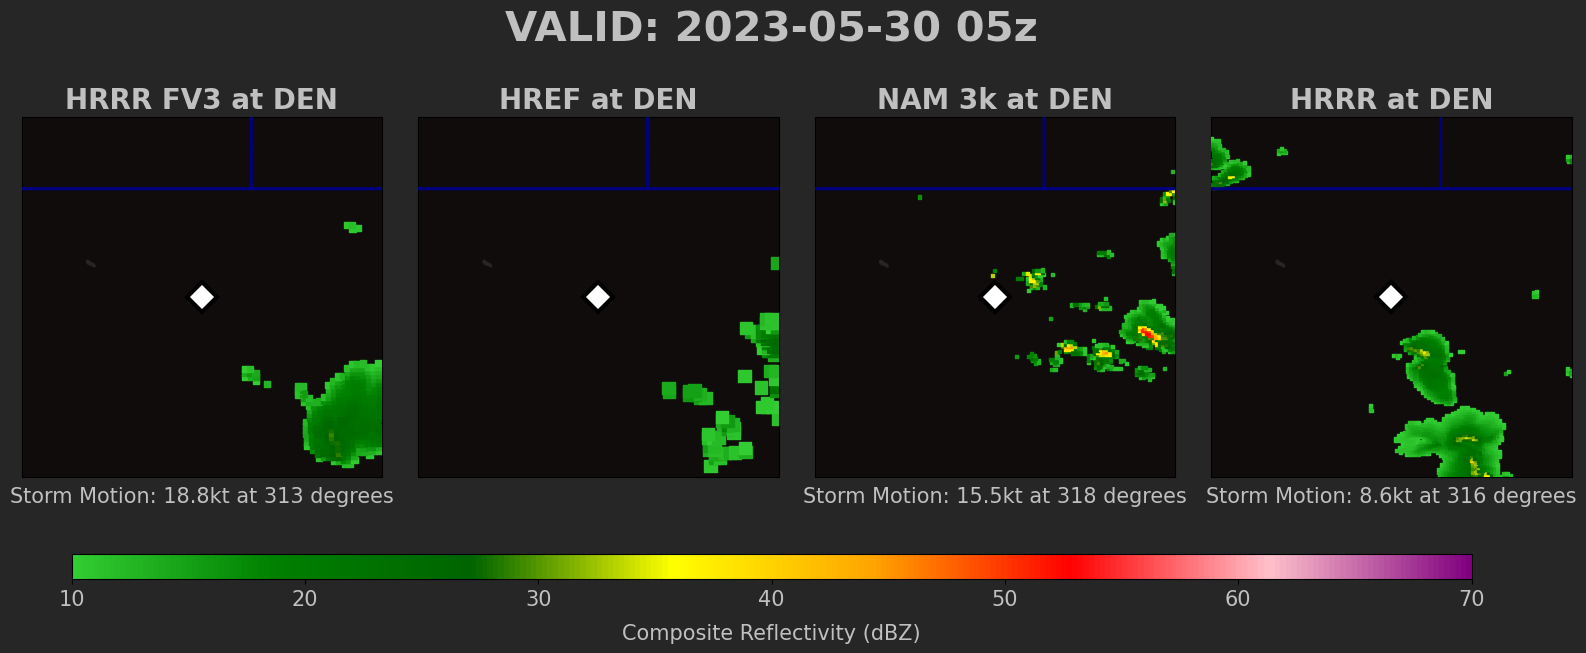 VALID: 2023-05-30 05z
HRRR FV3 at DEN
HREF at DEN
NAM 3k at DEN
HRRR at DEN
Storm Motion: 18.8kt at 313 degrees
Storm Motion: 15.5kt at 318 degrees
Storm Motion: 8.6kt at 316 degrees
10 20 30 40 50 60 70
Composite Reflectivity (dBZ)